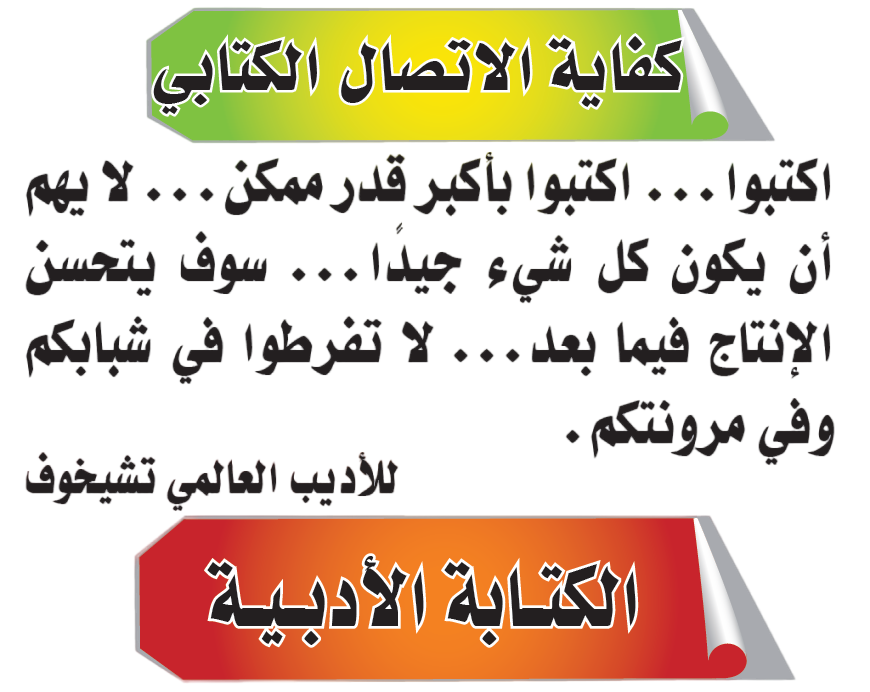 كفاية الاتصال الكتابي
اكتبوا ... اكتبوا بأكبر قدر ممكن ... لا يهم
أن يكون كل شيء جيدًا ... سوف يتحسن
الإنتاج فيما بعد ... لا تفرطوا في شبابكم
وفي مرونتكم .
للأديب العالمي تشيخوف
الكتـابة الأدبـيـة